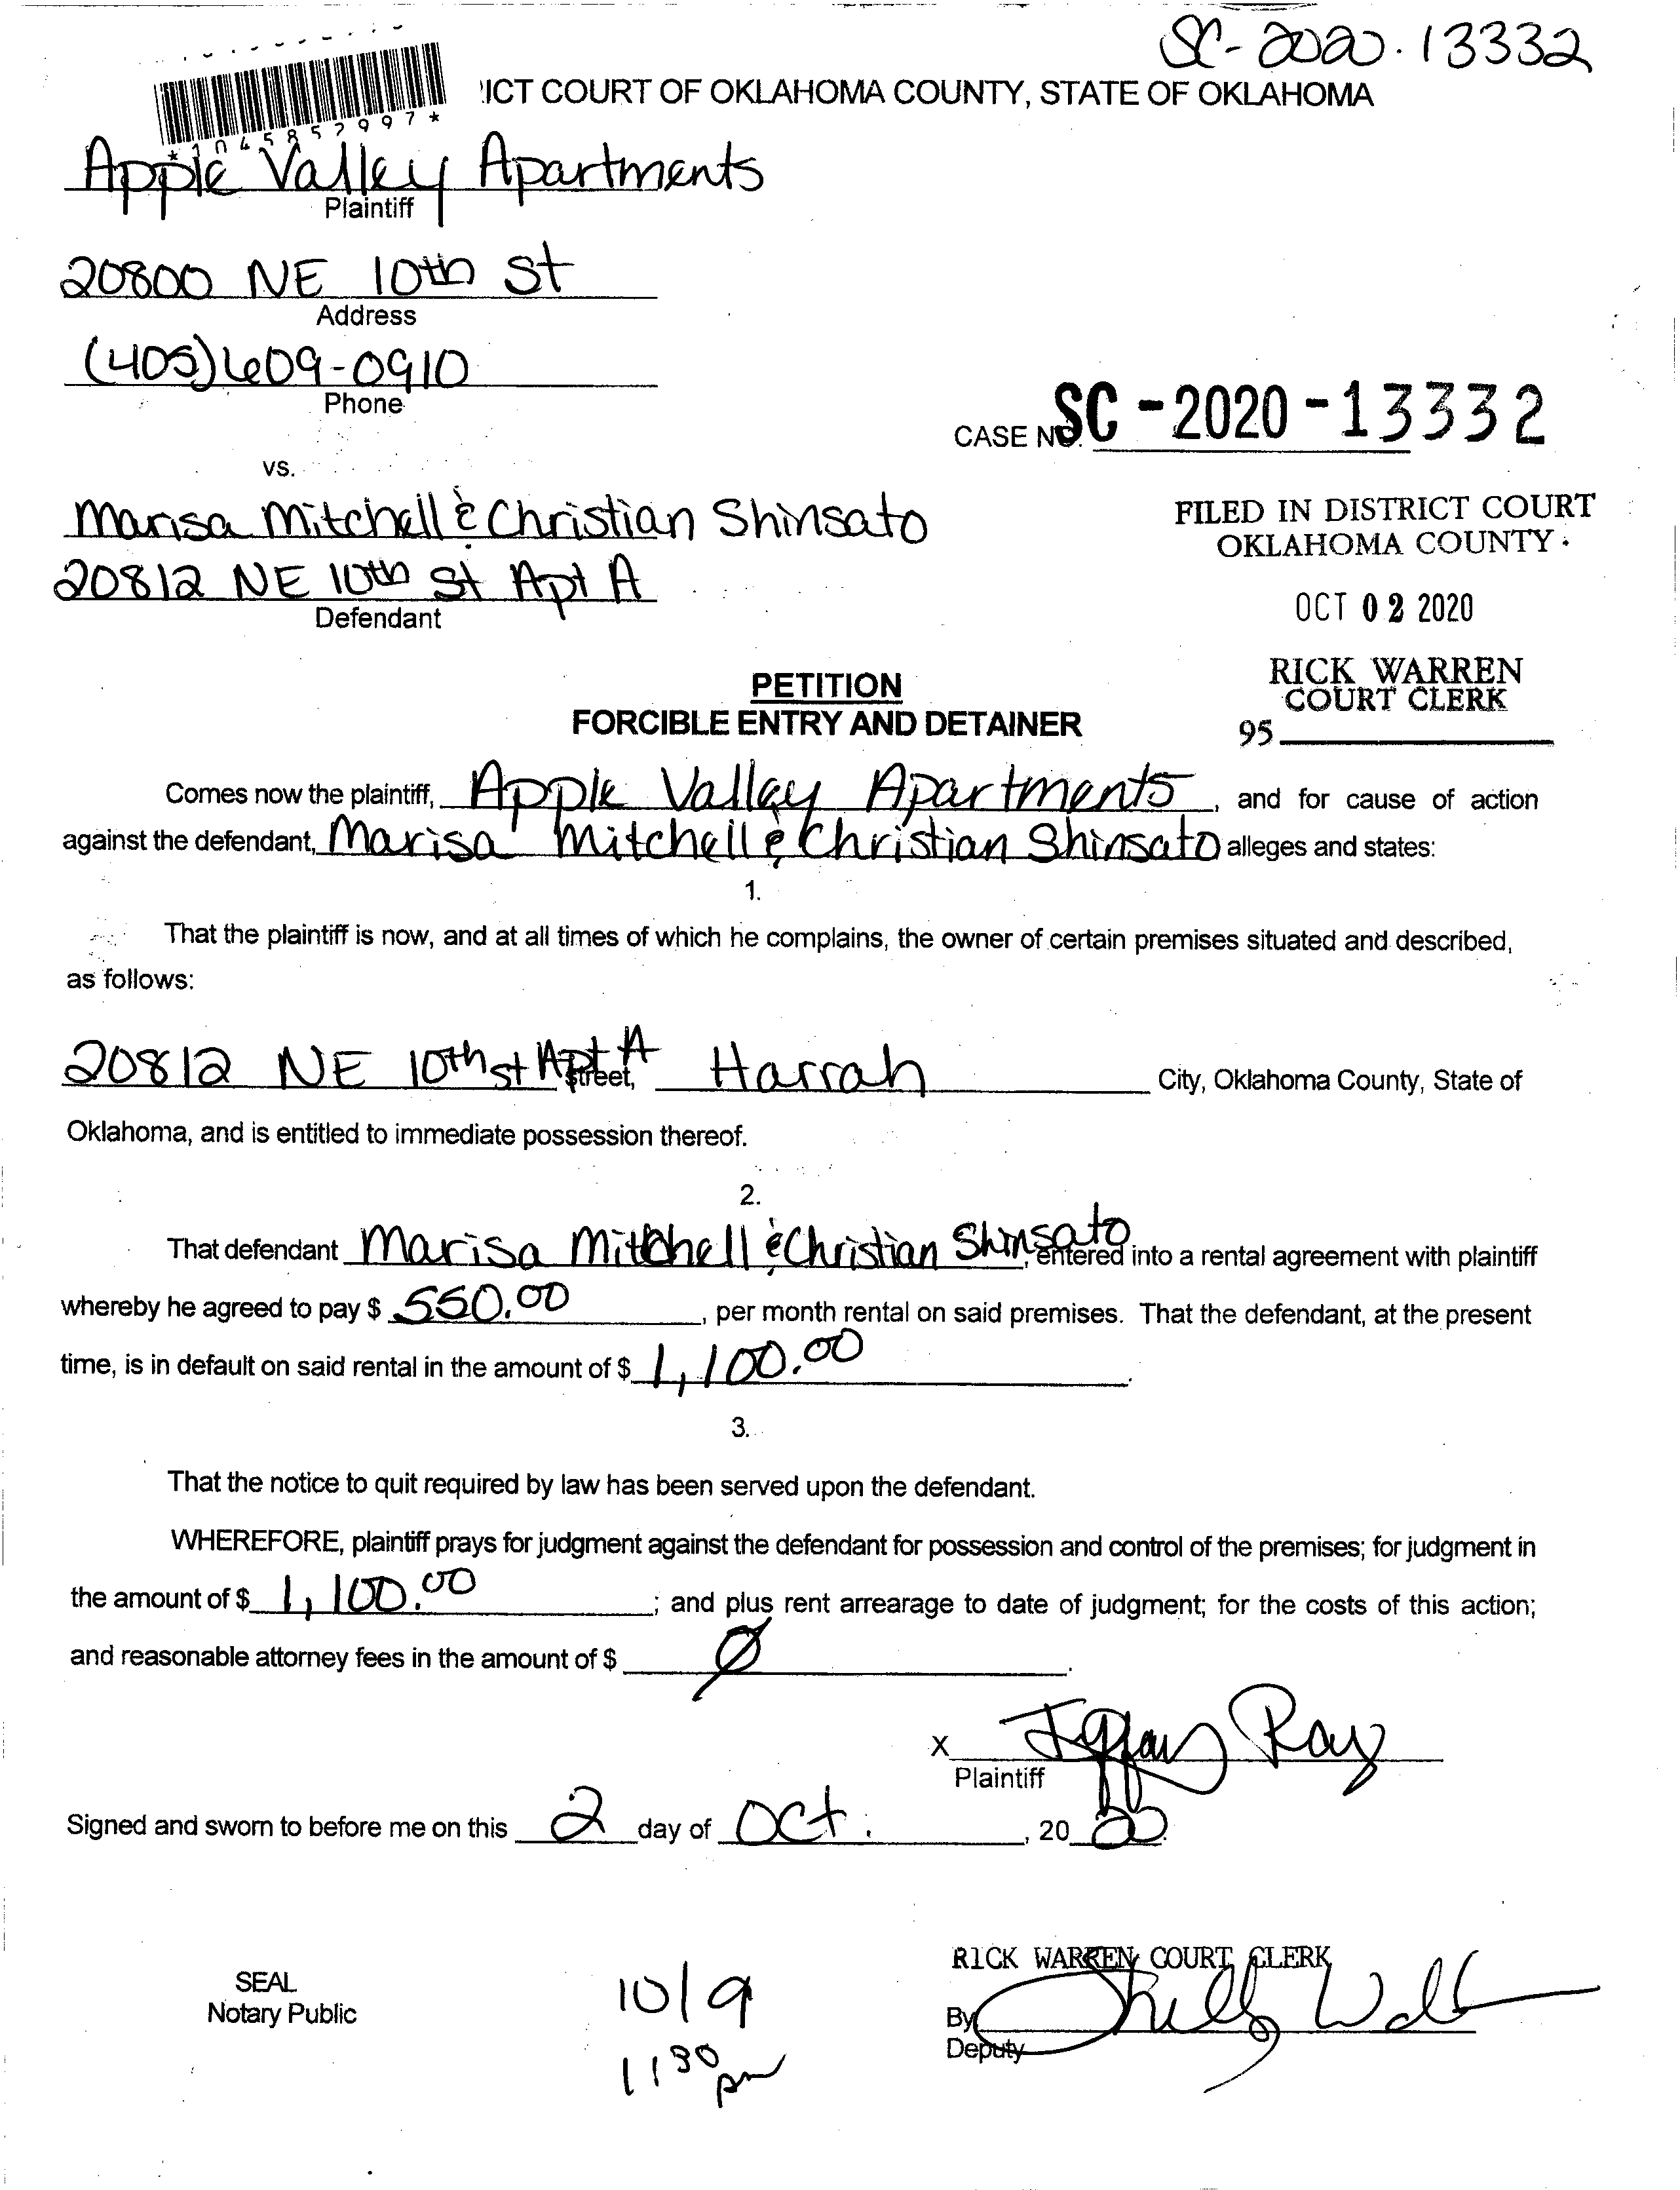 SC-2020-13332
ICT COURT OF OKLAHOMA COUNTY, STATE OF OKLAHOMA
*1045852997*
Apple Valley Apartments
Plaintiff
20800 NE 10th St
Address
(405)609-0910
Phone
CASE NO. SC-2020-13332
vs.
Marisa Mitchell & Christian Shinsato
FILED IN DISTRICT COURT
OKLAHOMA COUNTY
20812 NE 10th St Apt A
Defendant
OCT 02 2020
RICK WARREN
COURT CLERK
95
PETITION
FORCIBLE ENTRY AND DETAINER
Comes now the plaintiff, Apple Valley Apartments, and for cause of action
against the defendant, Marisa Mitchell & Christian Shinsato alleges and states:
1.
That the plaintiff is now, and at all times of which he complains, the owner of certain premises situated and described,
as follows:
20812 NE 10th st Apt A Street, Harrah City, Oklahoma County, State of
Oklahoma, and is entitled to immediate possession thereof.
2.
That defendant Marisa Mitchell & Christian Shinsato, entered into a rental agreement with plaintiff
whereby he agreed to pay $ 550.00, per month rental on said premises. That the defendant, at the present
time, is in default on said rental in the amount of $ 1,100.00.
3.
That the notice to quit required by law has been served upon the defendant.
WHEREFORE, plaintiff prays for judgment against the defendant for possession and control of the premises; for judgment in
the amount of $ 1,100.00; and plus rent arrearage to date of judgment; for the costs of this action;
and reasonable attorney fees in the amount of $ Ø.
X Tiffany Ray
Plaintiff
Signed and sworn to before me on this 2 day of Oct., 2020.
RICK WARREN, COURT CLERK
SEAL
Notary Public
10/9
130 pm
By
Deputy